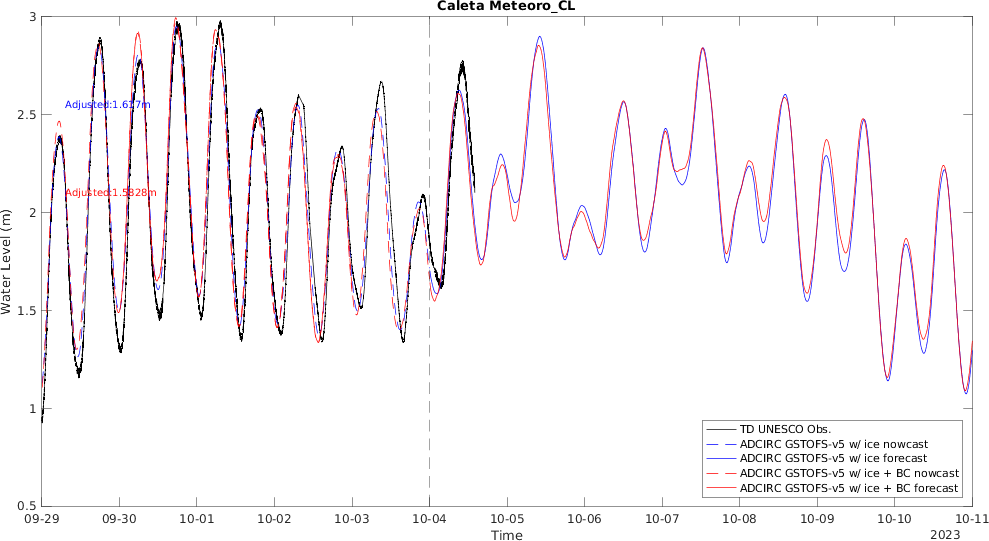 Caleta Meteoro_CL
3
2.5
2
1.5
1
0.5
Water Level (m)
Adjusted:1.617m
Adjusted:1.5828m
TD UNESCO Obs.
ADCIRC GSTOFS-v5 w/ ice nowcast
ADCIRC GSTOFS-v5 w/ ice forecast
ADCIRC GSTOFS-v5 w/ ice + BC nowcast
ADCIRC GSTOFS-v5 w/ ice + BC forecast
09-29 09-30 10-01 10-02 10-03 10-04 10-05 10-06 10-07 10-08 10-09 10-10 10-11
Time
2023